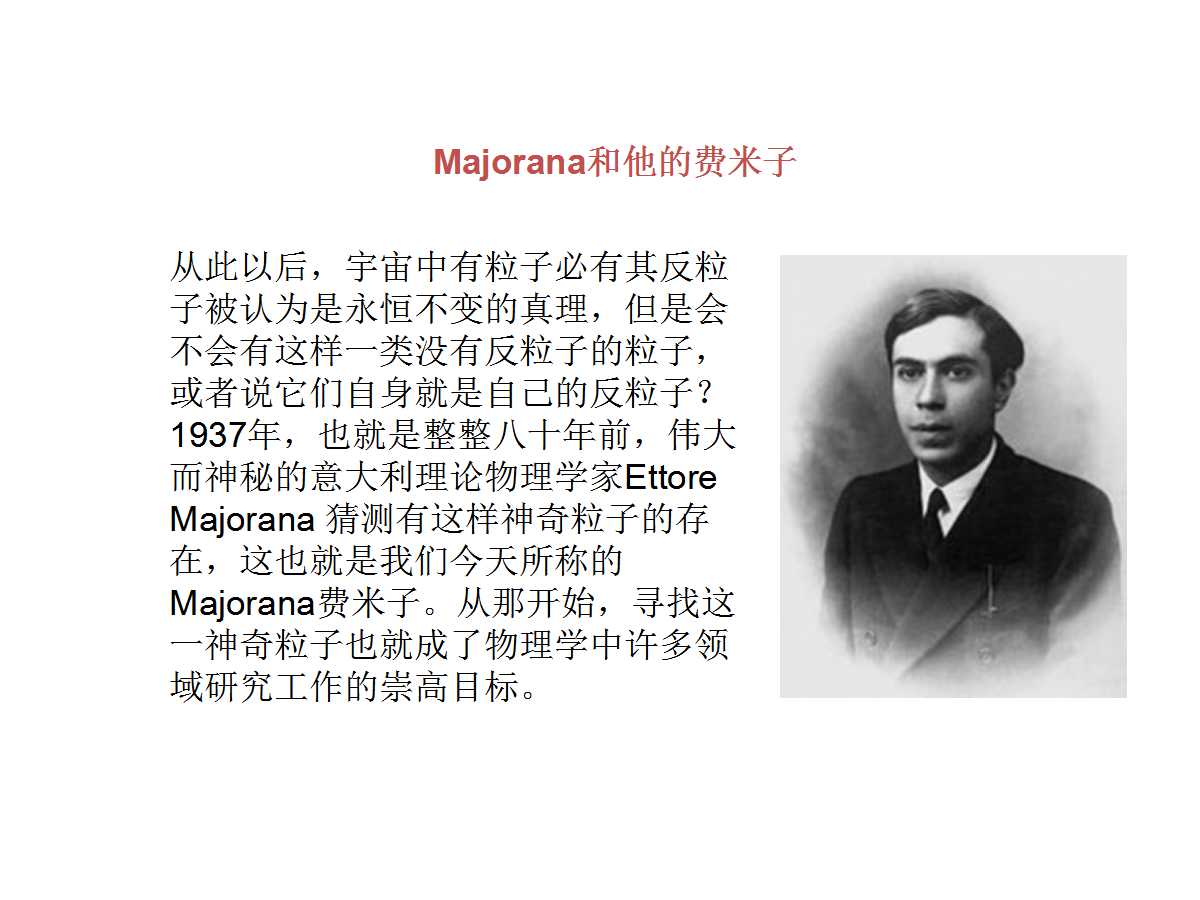 Majorana和他的费米子
从此以后，宇宙中有粒子必有其反粒
子被认为是永恒不变的真理，但是会
不会有这样一类没有反粒子的粒子，
或者说它们自身就是自己的反粒子？
1937年，也就是整整八十年前，伟大
而神秘的意大利理论物理学家Ettore
Majorana 猜测有这样神奇粒子的存
在，这也就是我们今天所称的
Majorana费米子。从那开始，寻找这
一神奇粒子也就成了物理学中许多领
域研究工作的崇高目标。